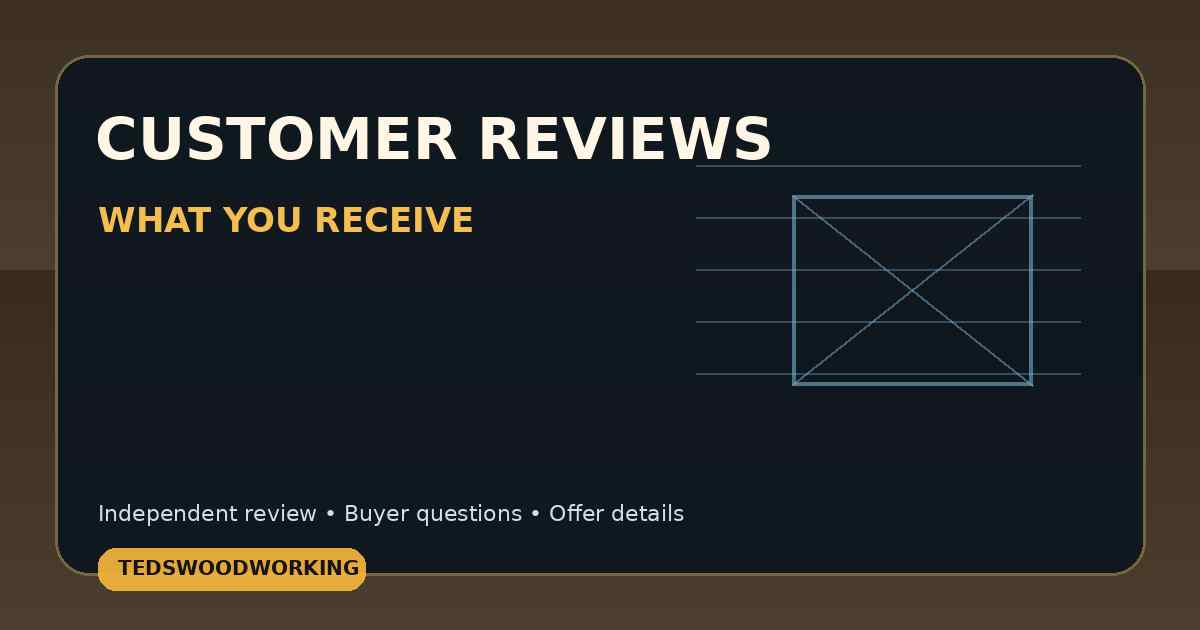 CUSTOMER REVIEWS
WHAT YOU RECEIVE
Independent review • Buyer questions • Offer details
TEDSWOODWORKING